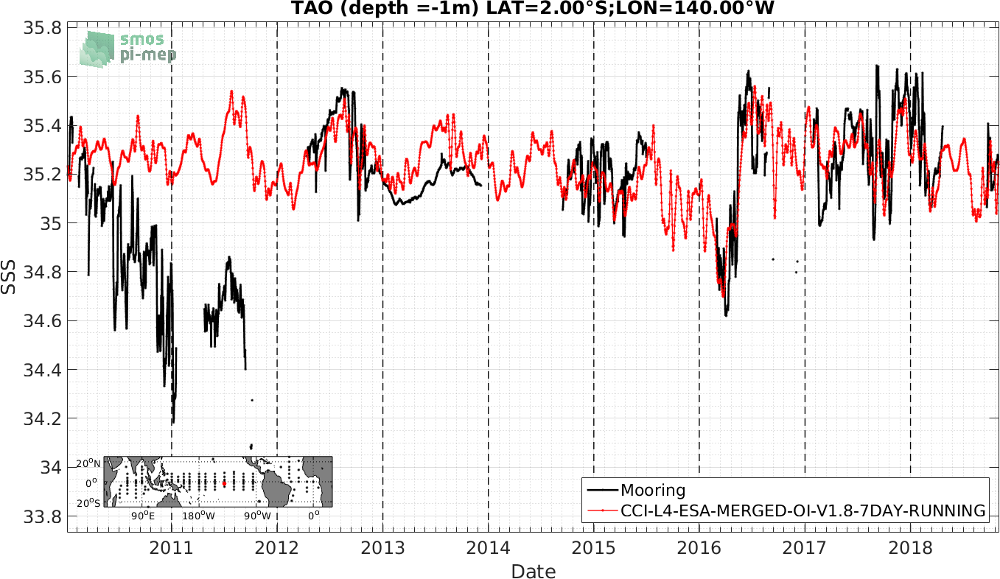 TAO (depth =-1m) LAT=2.00°S;LON=140.00°W
35.8
smos
pi-mep
35.6
35.4
35.2
35
34.8
34.6
34.4
34.2
34
33.8
SSS
20°N
0°
20°S
90°E 180°W 90°W 0°
Mooring
CCI-L4-ESA-MERGED-OI-V1.8-7DAY-RUNNING
2011 2012 2013 2014 2015 2016 2017 2018
Date